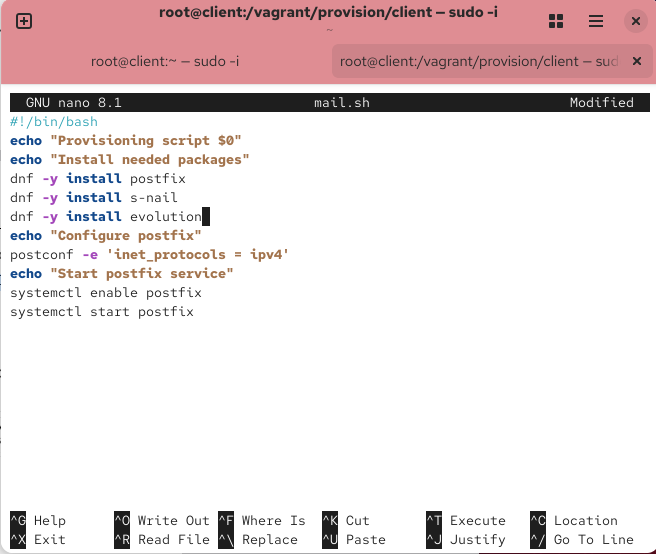 root@client:/vagrant/provision/client — sudo -i
~
root@client:~ — sudo -i
root@client:/vagrant/provision/client — sud
GNU nano 8.1 mail.sh Modified
#!/bin/bash
echo "Provisioning script $0"
echo "Install needed packages"
dnf -y install postfix
dnf -y install s-nail
dnf -y install evolution
echo "Configure postfix"
postconf -e 'inet_protocols = ipv4'
echo "Start postfix service"
systemctl enable postfix
systemctl start postfix
^G Help ^O Write Out ^F Where Is ^K Cut ^T Execute ^C Location
^X Exit ^R Read File ^\ Replace ^U Paste ^J Justify ^/ Go To Line